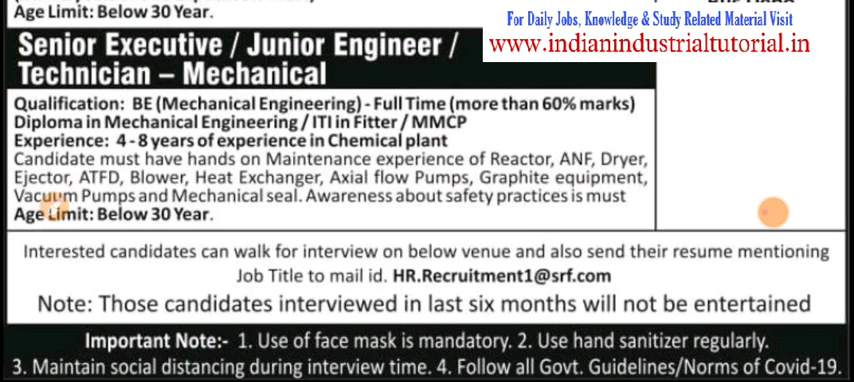 Age Limit: Below 30 Year.
For Daily Jobs, Knowledge & Study Related Material Visit
www.indianindustrialtutorial.in
Senior Executive / Junior Engineer /
Technician – Mechanical
Qualification: BE (Mechanical Engineering) - Full Time (more than 60% marks)
Diploma in Mechanical Engineering / ITI in Fitter / MMCP
Experience: 4 - 8 years of experience in Chemical plant
Candidate must have hands on Maintenance experience of Reactor, ANF, Dryer,
Ejector, ATFD, Blower, Heat Exchanger, Axial flow Pumps, Graphite equipment,
Vacuum Pumps and Mechanical seal. Awareness about safety practices is must
Age Limit: Below 30 Year.
Interested candidates can walk for interview on below venue and also send their resume mentioning
Job Title to mail id. HR.Recruitment1@srf.com
Note: Those candidates interviewed in last six months will not be entertained
Important Note:- 1. Use of face mask is mandatory. 2. Use hand sanitizer regularly.
3. Maintain social distancing during interview time. 4. Follow all Govt. Guidelines/Norms of Covid-19.